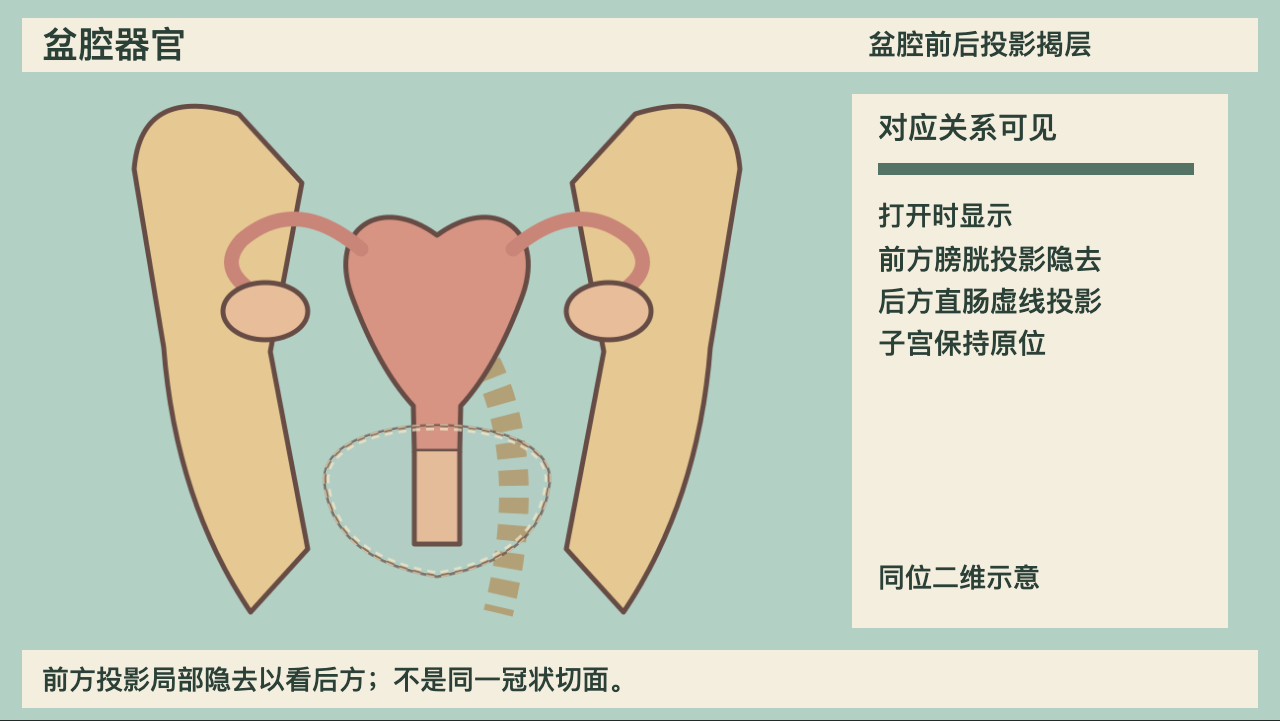 盆腔器官
盆腔前后投影揭层
对应关系可见
打开时显示
前方膀胱投影隐去
后方直肠虚线投影
子宫保持原位
同位二维示意
前方投影局部隐去以看后方；不是同一冠状切面。